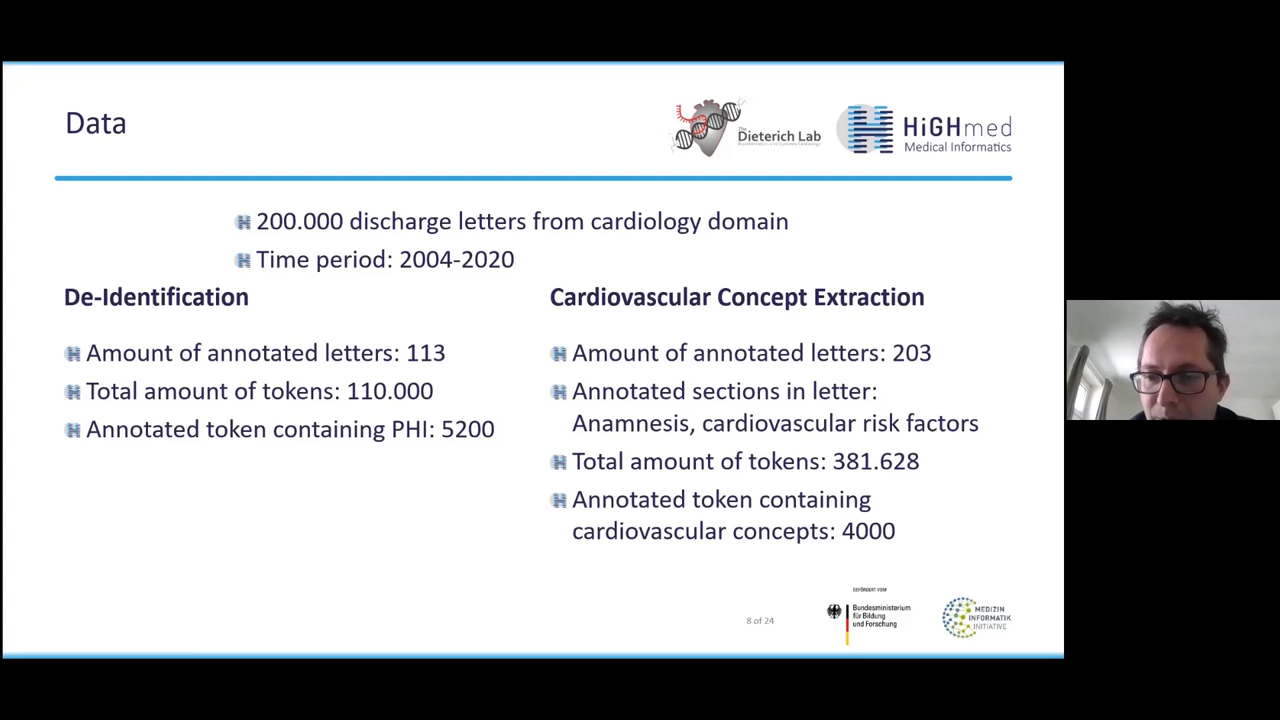 Data
The
Dieterich Lab
HiGHmed
Medical Informatics
200.000 discharge letters from cardiology domain
Time period: 2004-2020
De-Identification
Amount of annotated letters: 113
Total amount of tokens: 110.000
Annotated token containing PHI: 5200
Cardiovascular Concept Extraction
Amount of annotated letters: 203
Annotated sections in letter:
Anamnesis, cardiovascular risk factors
Total amount of tokens: 381.628
Annotated token containing
cardiovascular concepts: 4000
8 of 24
GEFÖRDERT VOM
Bundesministerium
für Bildung
und Forschung
MEDIZIN
INFORMATIK
INITIATIVE